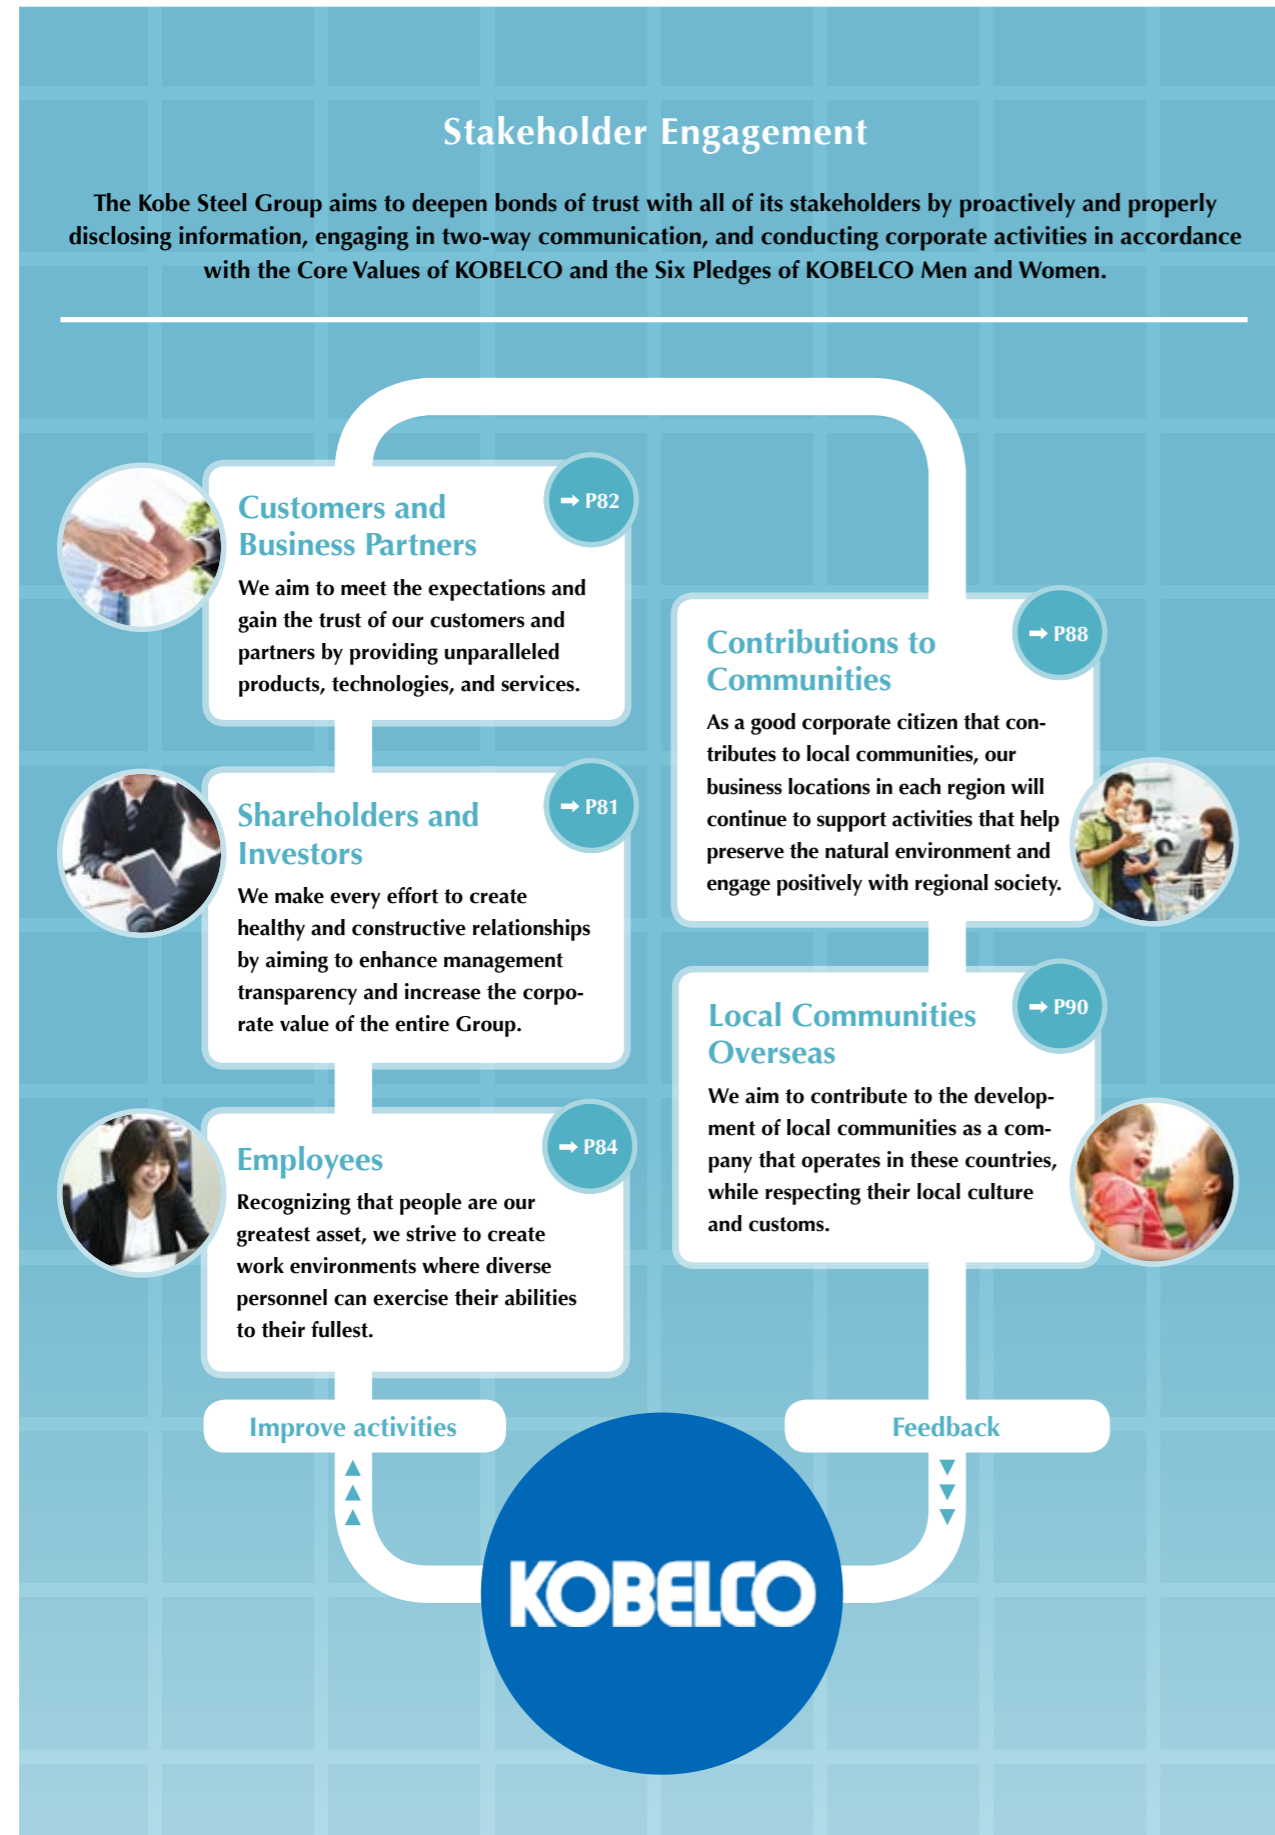 Stakeholder Engagement
The Kobe Steel Group aims to deepen bonds of trust with all of its stakeholders by proactively and properly
disclosing information, engaging in two-way communication, and conducting corporate activities in accordance
with the Core Values of KOBELCO and the Six Pledges of KOBELCO Men and Women.
Customers and
Business Partners
➡ P82
We aim to meet the expectations and
gain the trust of our customers and
partners by providing unparalleled
products, technologies, and services.
Shareholders and
Investors
➡ P81
We make every effort to create
healthy and constructive relationships
by aiming to enhance management
transparency and increase the corpo-
rate value of the entire Group.
Employees
➡ P84
Recognizing that people are our
greatest asset, we strive to create
work environments where diverse
personnel can exercise their abilities
to their fullest.
Contributions to
Communities
➡ P88
As a good corporate citizen that con-
tributes to local communities, our
business locations in each region will
continue to support activities that help
preserve the natural environment and
engage positively with regional society.
Local Communities
Overseas
➡ P90
We aim to contribute to the develop-
ment of local communities as a com-
pany that operates in these countries,
while respecting their local culture
and customs.
Improve activities
Feedback
KOBELCO